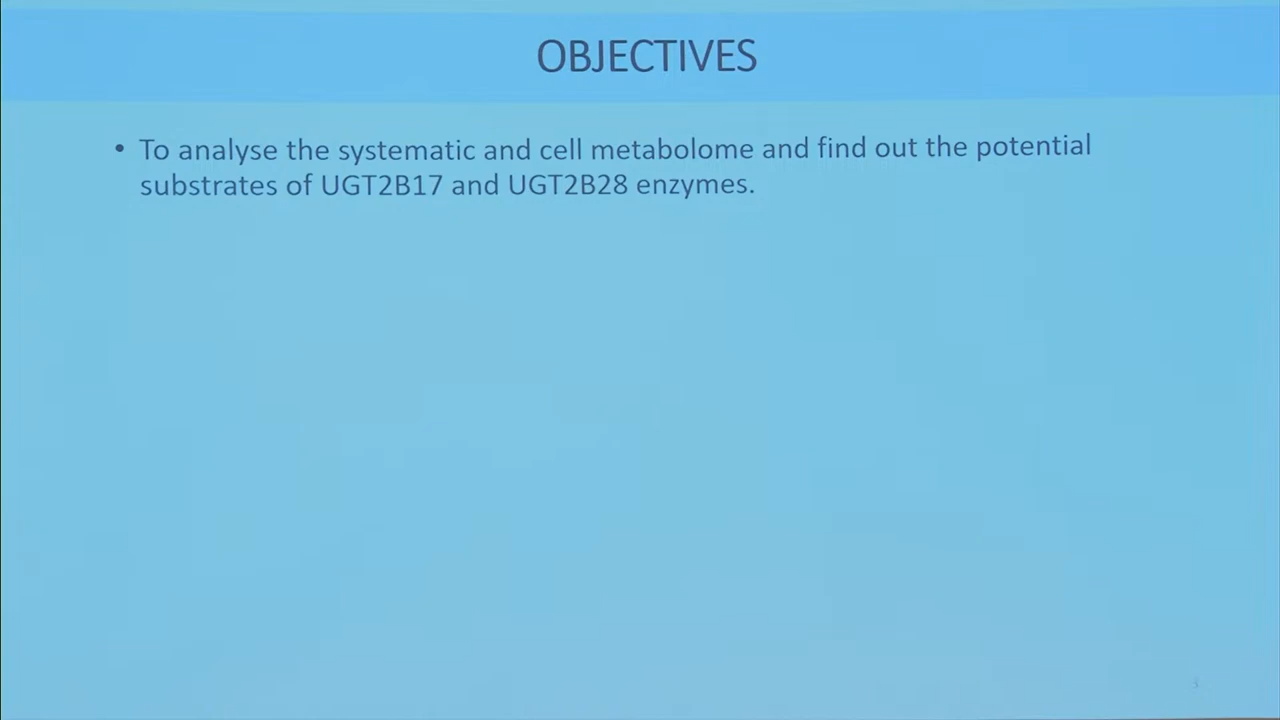 OBJECTIVES
• To analyse the systematic and cell metabolome and find out the potential
substrates of UGT2B17 and UGT2B28 enzymes.
3